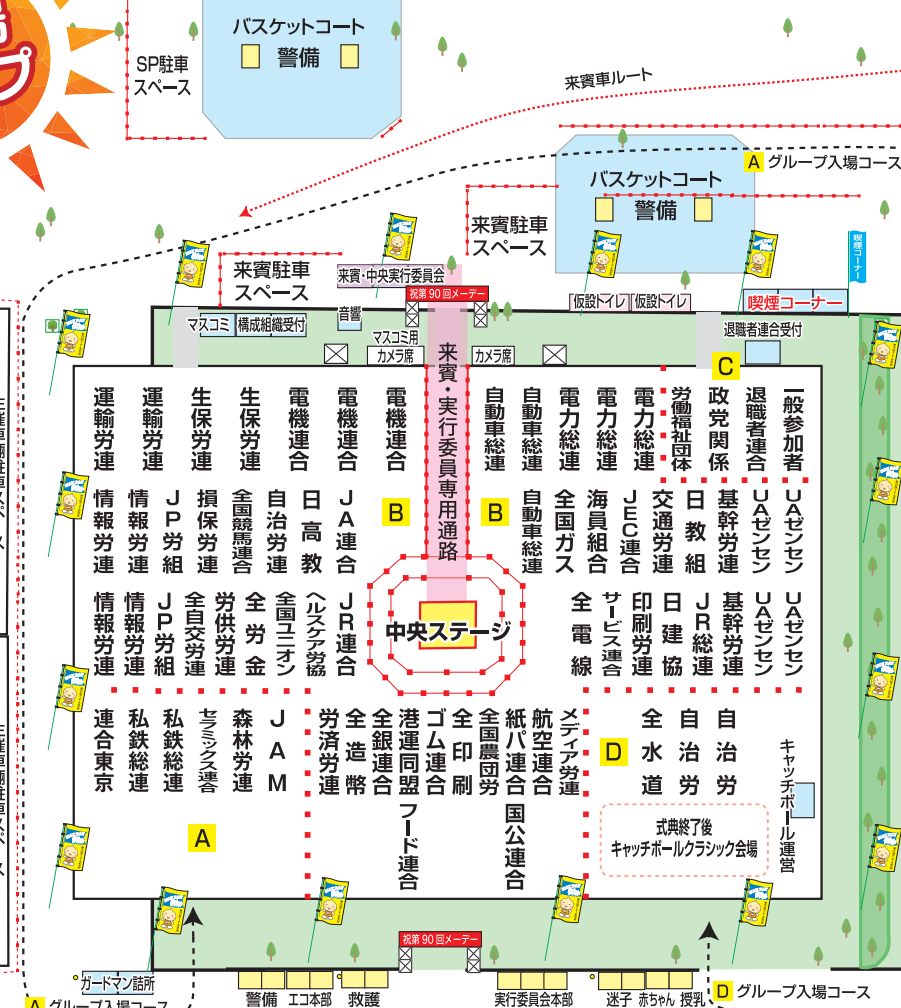 バスケットコート
警備
SP駐車
スペース
来賓車ルート
A グループ入場コース
バスケットコート
警備
来賓駐車
スペース
喫煙コーナー
来賓駐車
スペース
来賓・中央実行委員会
祝第90回メーデー
仮設トイレ
仮設トイレ
喫煙コーナー
マスコミ
構成組織受付
音響
マスコミ用
カメラ席
カメラ席
退職者連合受付
来賓・実行委員専用通路
C
運輸労連
運輸労連
生保労連
生保労連
電機連合
電機連合
電機連合
自動車総連
自動車総連
電力総連
電力総連
電力総連
労働福祉団体
政党関係
退職者連合
一般参加者
情報労連
情報労連
JP労組
損保労連
全国競馬連合
自治労連
日高教
JA連合
B
B
自動車総連
全国ガス
海員組合
JEC連合
交通労連
日教組
基幹労連
UAゼンセン
UAゼンセン
情報労連
情報労連
JP労組
全自交労連
労供労連
全労金
全国ユニオン
ヘルスケア労協
JR連合
中央ステージ
全電線
サービス連合
印刷労連
日建協
JR総連
基幹労連
UAゼンセン
UAゼンセン
連合東京
私鉄総連
私鉄総連
セラミックス連合
森林労連
JAM
労済労連
全造幣
全銀連合
港運同盟
ゴム連合
全印刷
全国農団労
紙パ連合
航空連合
メディア労連
フード連合
国公連合
D
全水道
自治労
自治労
キャッチボール運営
A
式典終了後
キャッチボールクラシック会場
祝第90回メーデー
ガードマン詰所
警備
エコ本部
救護
実行委員会本部
迷子
赤ちゃん
授乳
A グループ入場コース
D グループ入場コース